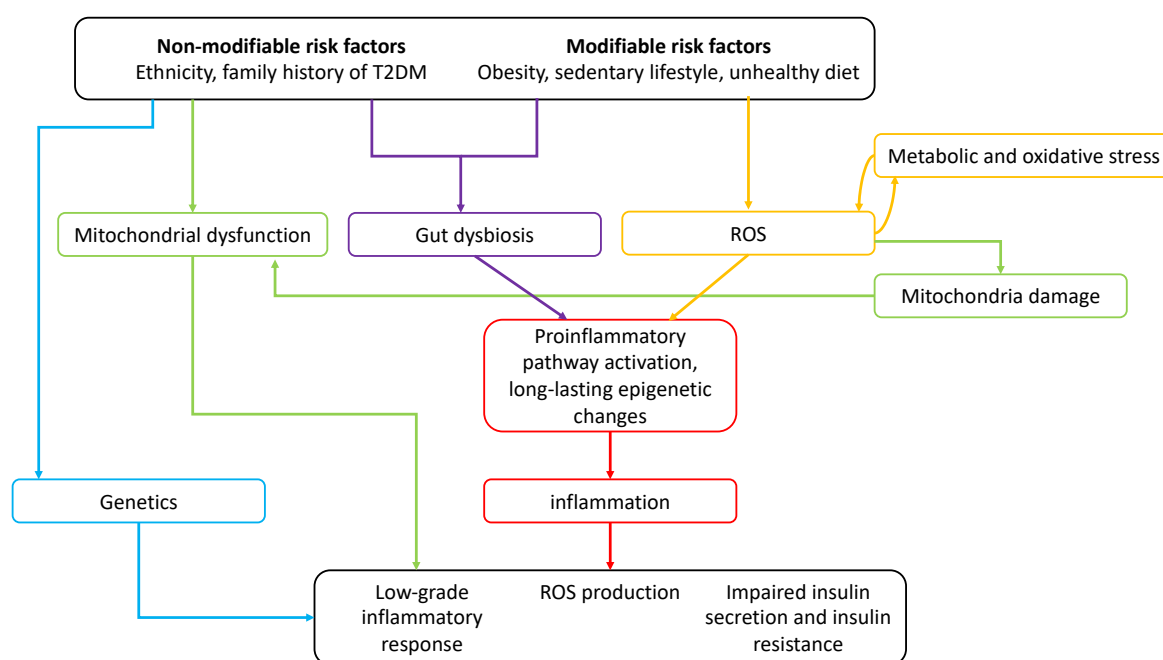 Non-modifiable risk factors
Ethnicity, family history of T2DM
Modifiable risk factors
Obesity, sedentary lifestyle, unhealthy diet
Metabolic and oxidative stress
Mitochondrial dysfunction
Gut dysbiosis
ROS
Mitochondria damage
Proinflammatory
pathway activation,
long-lasting epigenetic
changes
Genetics
inflammation
Low-grade
inflammatory
response
ROS production
Impaired insulin
secretion and insulin
resistance